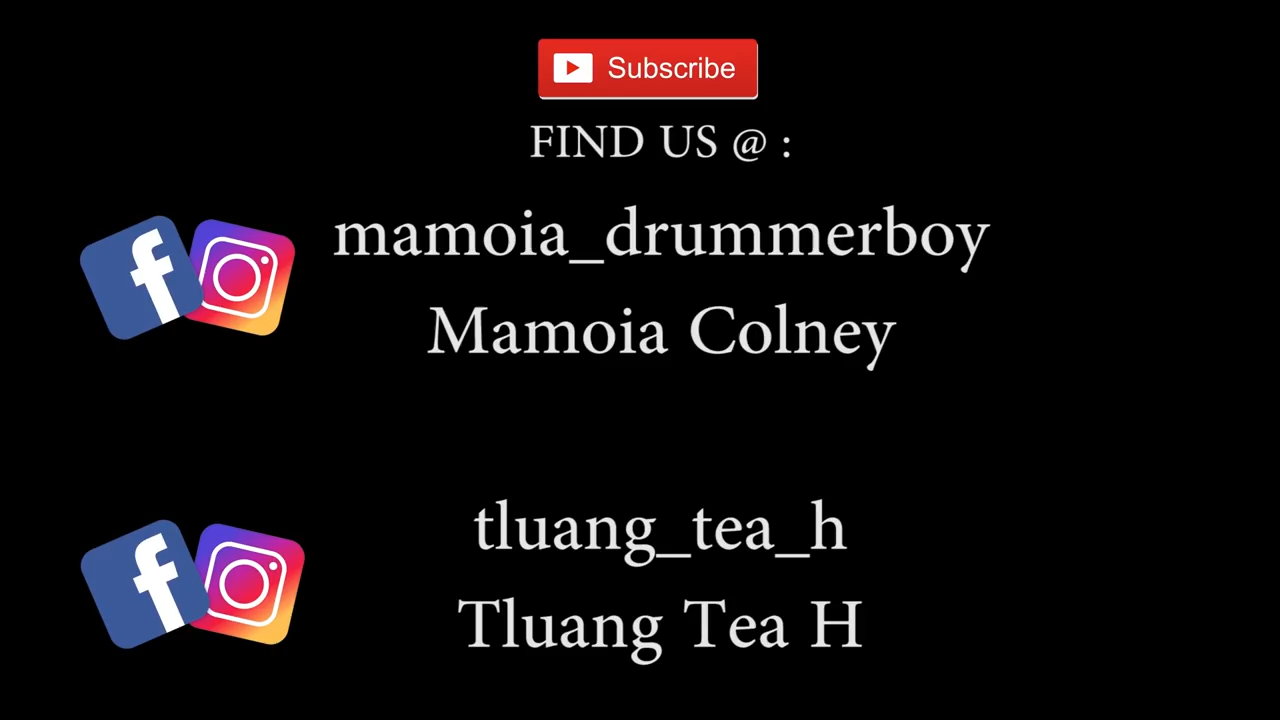 Subscribe
FIND US @ :
mamoia_drummerboy
Mamoia Colney
tluang_tea_h
Tluang Tea H